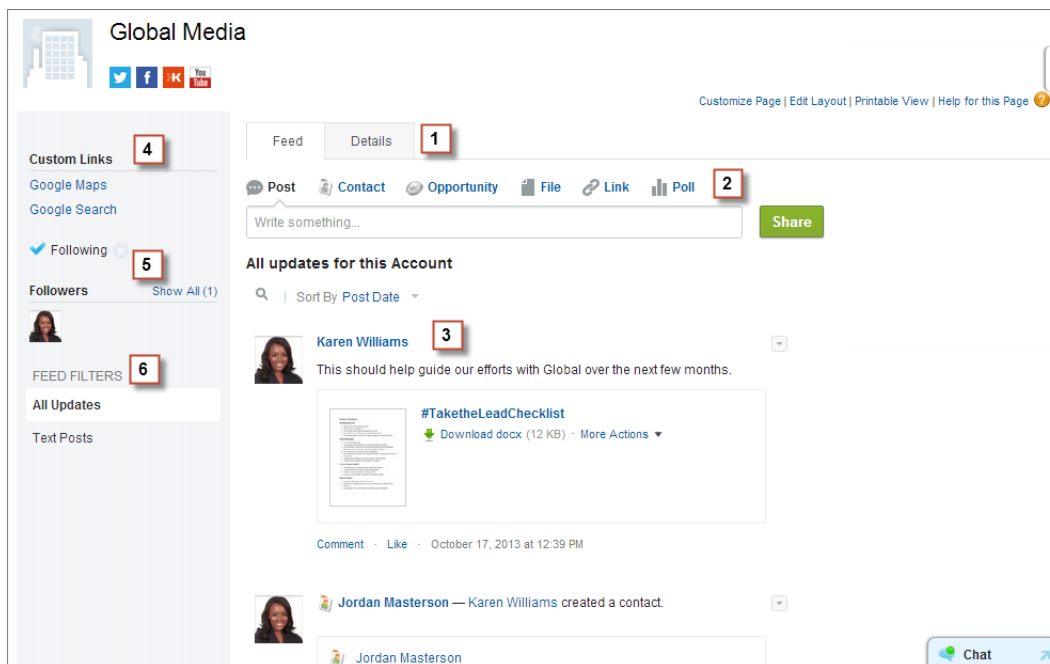 Global Media
You Tube
Customize Page | Edit Layout | Printable View | Help for this Page ?
4
Custom Links
Google Maps
Google Search
Following
5
Followers Show All (1)
FEED FILTERS 6
All Updates
Text Posts
Feed Details 1
Post Contact Opportunity File Link Poll 2
Write something... Share
All updates for this Account
Sort By Post Date
Karen Williams 3
This should help guide our efforts with Global over the next few months.
#TaketheLeadChecklist
Download docx (12 KB) · More Actions
Comment · Like · October 17, 2013 at 12:39 PM
Jordan Masterson — Karen Williams created a contact.
Jordan Masterson
Chat